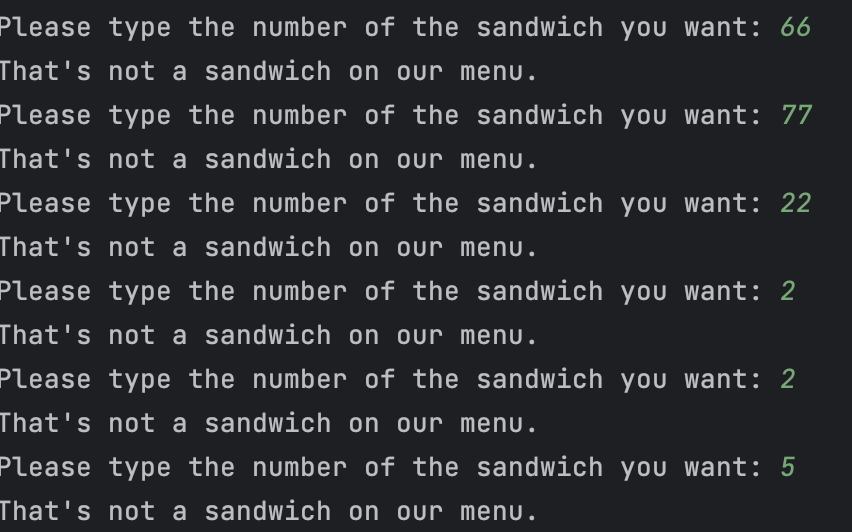 Please type the number of the sandwich you want: 66
That's not a sandwich on our menu.
Please type the number of the sandwich you want: 77
That's not a sandwich on our menu.
Please type the number of the sandwich you want: 22
That's not a sandwich on our menu.
Please type the number of the sandwich you want: 2
That's not a sandwich on our menu.
Please type the number of the sandwich you want: 2
That's not a sandwich on our menu.
Please type the number of the sandwich you want: 5
That's not a sandwich on our menu.